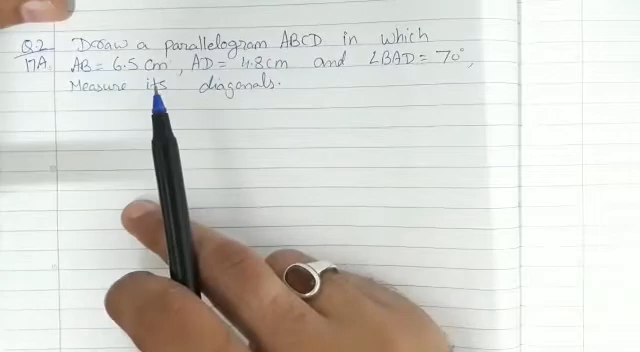 Q2 Draw a parallelogram ABCD in which
17A. AB = 6.5 cm, AD = 4.8 cm and ∠BAD = 70°,
Measure its diagonals.